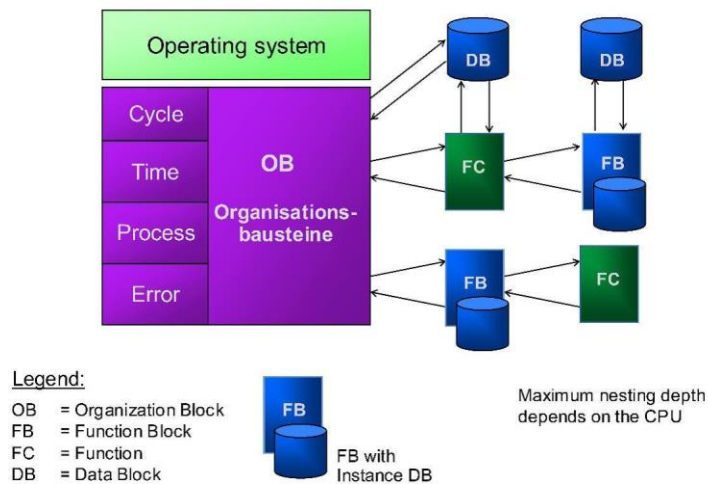 Operating system
Cycle
Time
Process
Error
OB
Organisations-
bausteine
DB
DB
FC
FB
FB
FC
Legend:
OB = Organization Block
FB = Function Block
FC = Function
DB = Data Block
FB
FB with
Instance DB
Maximum nesting depth
depends on the CPU